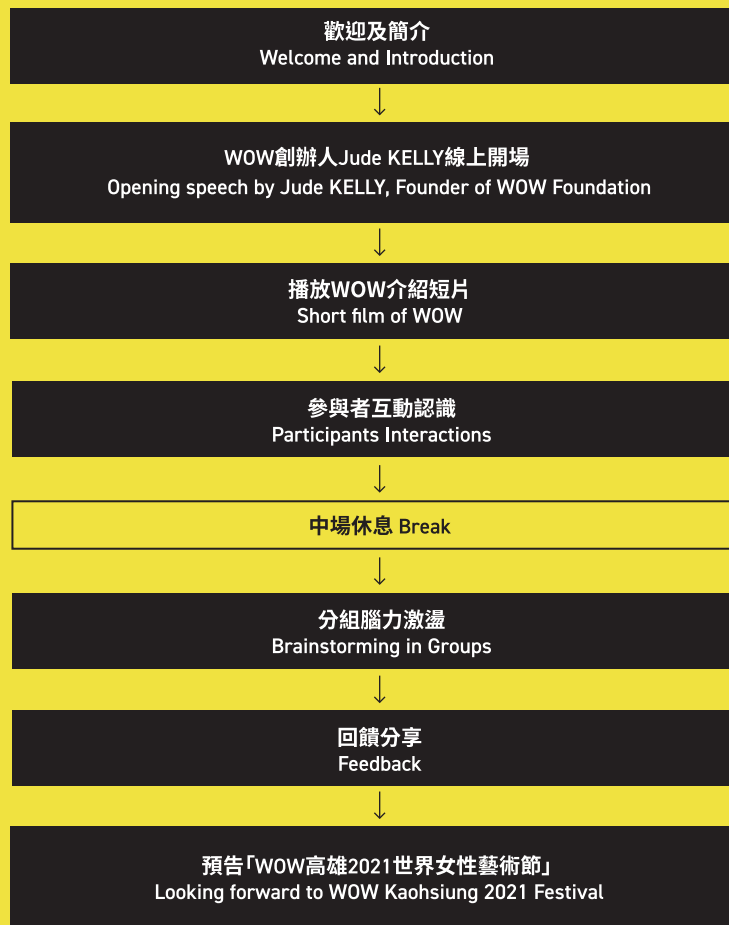 歡迎及簡介
Welcome and Introduction
↓
WOW創辦人Jude KELLY線上開場
Opening speech by Jude KELLY, Founder of WOW Foundation
↓
播放WOW介紹短片
Short film of WOW
↓
參與者互動認識
Participants Interactions
↓
中場休息 Break
↓
分組腦力激盪
Brainstorming in Groups
↓
回饋分享
Feedback
↓
預告「WOW高雄2021世界女性藝術節」
Looking forward to WOW Kaohsiung 2021 Festival